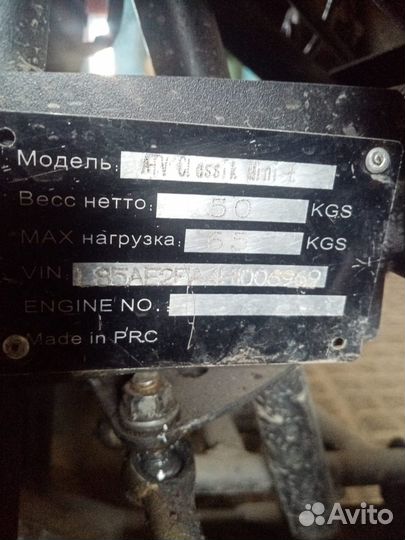 Модель: ATV Classik Mini-E
Весс нетто: 50 KGS
MAX нагрузка: 65 KGS
VIN:
ENGINE NO.
Made in PRC
Avito